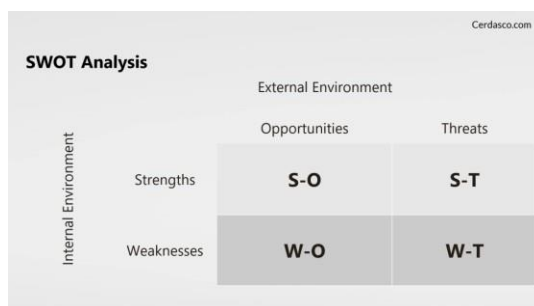 Cerdasco.com
SWOT Analysis
External Environment
Opportunities Threats
Internal Environment
Strengths S-O S-T
Weaknesses W-O W-T